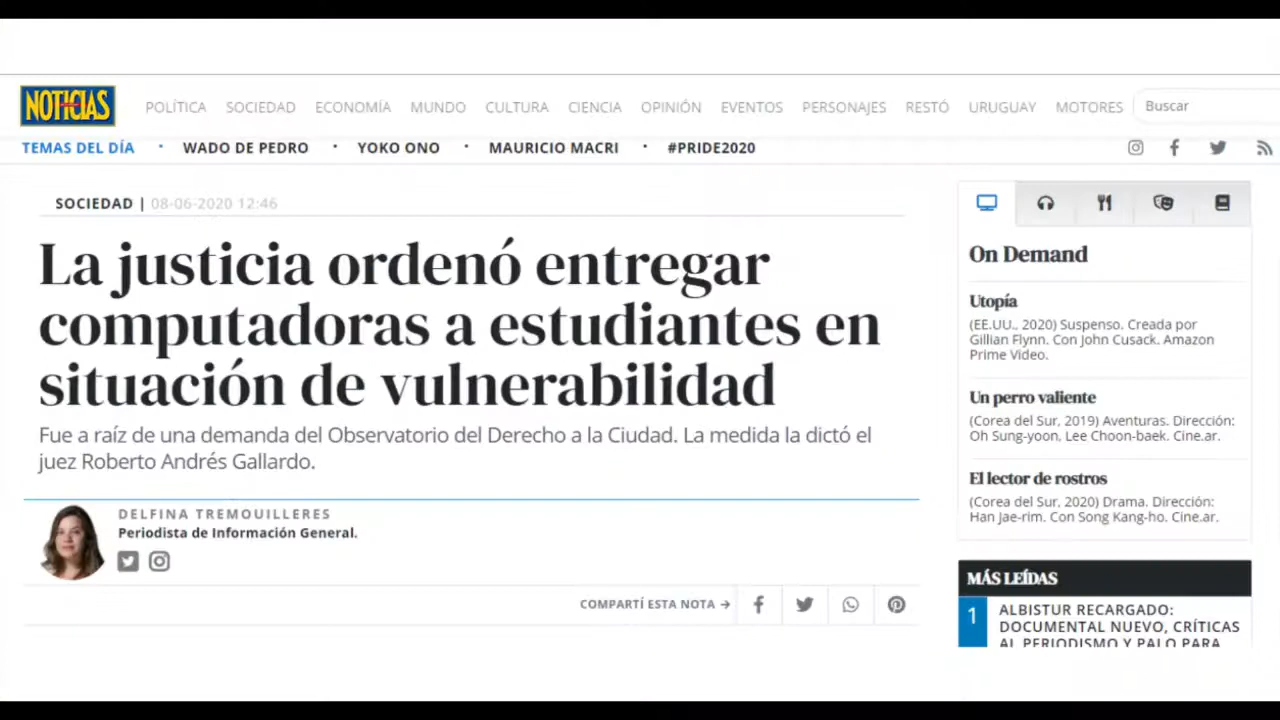 NOTICIAS
POLÍTICA SOCIEDAD ECONOMÍA MUNDO CULTURA CIENCIA OPINIÓN EVENTOS PERSONAJES RESTÓ URUGUAY MOTORES Buscar
TEMAS DEL DÍA · WADO DE PEDRO · YOKO ONO · MAURICIO MACRI · #PRIDE2020
SOCIEDAD | 08-06-2020 12:46
La justicia ordenó entregar
computadoras a estudiantes en
situación de vulnerabilidad
Fue a raíz de una demanda del Observatorio del Derecho a la Ciudad. La medida la dictó el
juez Roberto Andrés Gallardo.
DELFINA TREMOUILLERES
Periodista de Información General.
COMPARTÍ ESTA NOTA →
On Demand
Utopía
(EE.UU., 2020) Suspenso. Creada por
Gillian Flynn. Con John Cusack. Amazon
Prime Video.
Un perro valiente
(Corea del Sur, 2019) Aventuras. Dirección:
Oh Sung-yoon, Lee Choon-baek. Cine.ar.
El lector de rostros
(Corea del Sur, 2020) Drama. Dirección:
Han Jae-rim. Con Song Kang-ho. Cine.ar.
MÁS LEÍDAS
1 ALBISTUR RECARGADO:
DOCUMENTAL NUEVO, CRÍTICAS
AL PERIODISMO Y PALO PARA